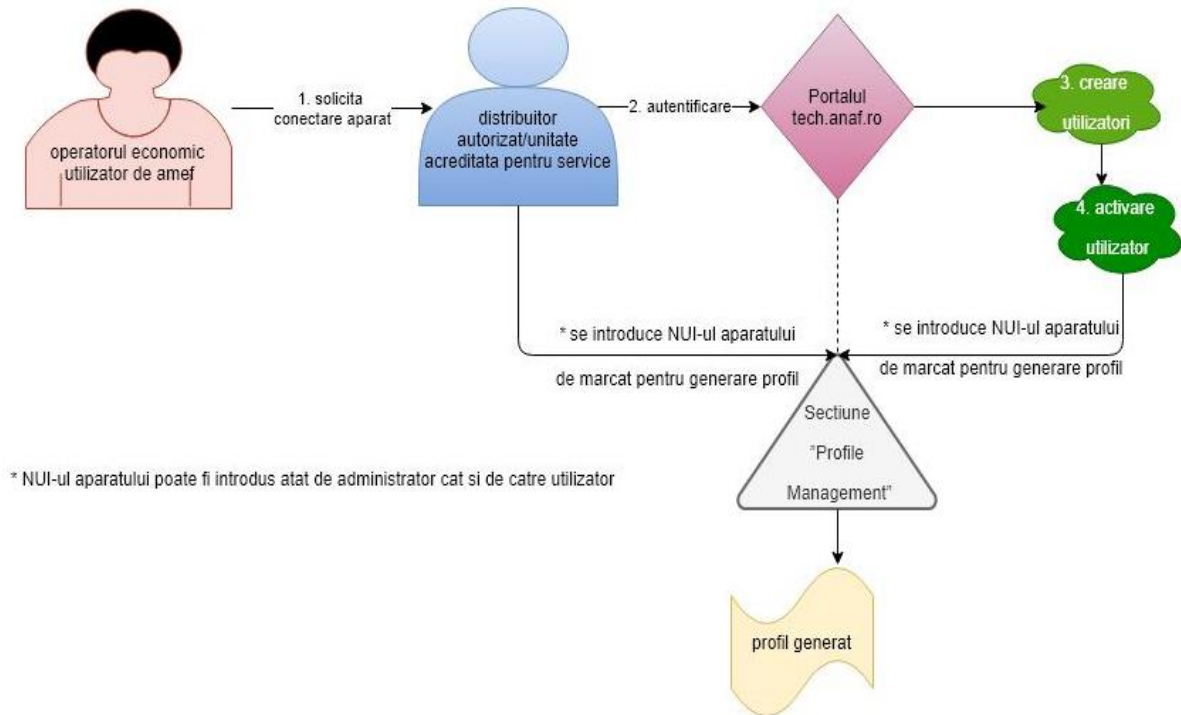 operatorul economic
utilizator de amef
1. solicita
conectare aparat
distribuitor
autorizat/unitate
acreditata pentru service
2. autentificare
Portalul
tech.anaf.ro
3. creare
utilizatori
4. activare
utilizator
* se introduce NUI-ul aparatului
de marcat pentru generare profil
* se introduce NUI-ul aparatului
de marcat pentru generare profil
Sectiune
"Profile
Management"
* NUI-ul aparatului poate fi introdus atat de administrator cat si de catre utilizator
profil generat